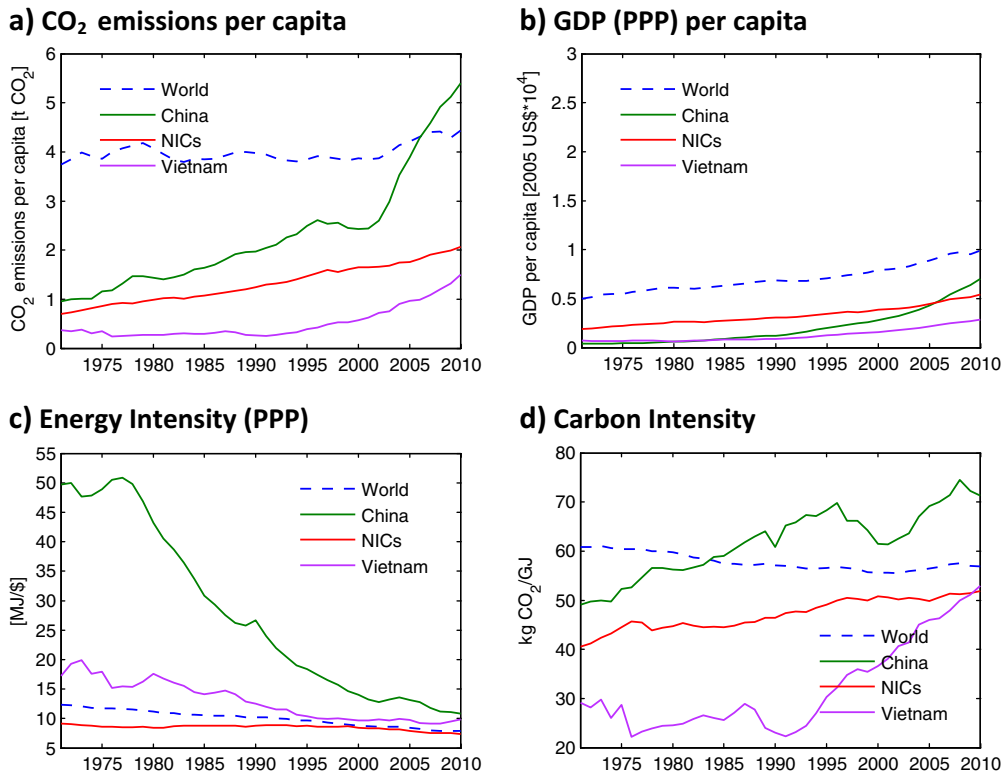 a) CO₂ emissions per capita
CO₂ emissions per capita [t CO₂]
6
5
4
3
2
1
0
World
China
NICs
Vietnam
1975 1980 1985 1990 1995 2000 2005 2010
b) GDP (PPP) per capita
GDP per capita [2005 US$*10⁴]
3
2.5
2
1.5
1
0.5
0
World
China
NICs
Vietnam
1975 1980 1985 1990 1995 2000 2005 2010
c) Energy Intensity (PPP)
[MJ/$]
55
50
45
40
35
30
25
20
15
10
5
World
China
NICs
Vietnam
1975 1980 1985 1990 1995 2000 2005 2010
d) Carbon Intensity
kg CO₂/GJ
80
70
60
50
40
30
20
World
China
NICs
Vietnam
1975 1980 1985 1990 1995 2000 2005 2010